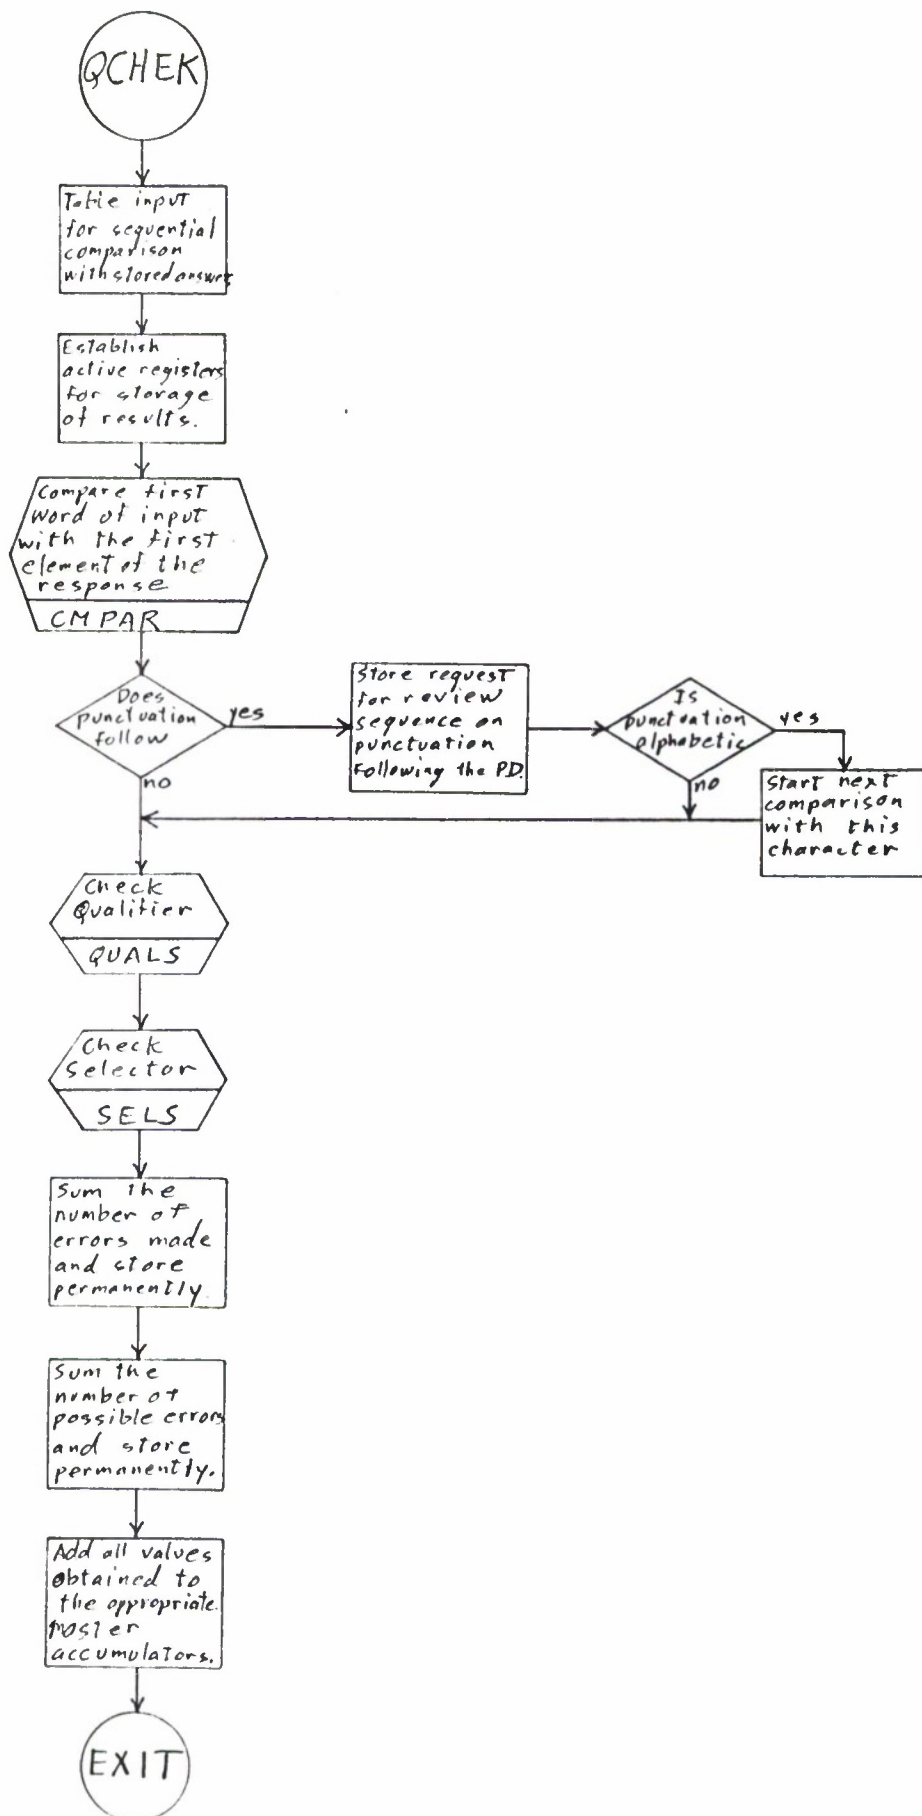 QCHEK
Table input
for sequential
comparison
with stored answer
Establish
active registers
for storage
of results.
Compare first
word of input
with the first
element of the
response
CMPAR
Does
punctuation
follow
yes
no
Store request
for review
sequence on
punctuation
following the P.D.
Is
punctuation
alphabetic
yes
no
Start next
comparison
with this
character
Check
Qualifier
QUALS
Check
Selector
SELS
Sum the
number of
errors made
and store
permanently.
Sum the
number of
possible errors
and store
permanently.
Add all values
obtained to
the appropriate
master
accumulators.
EXIT